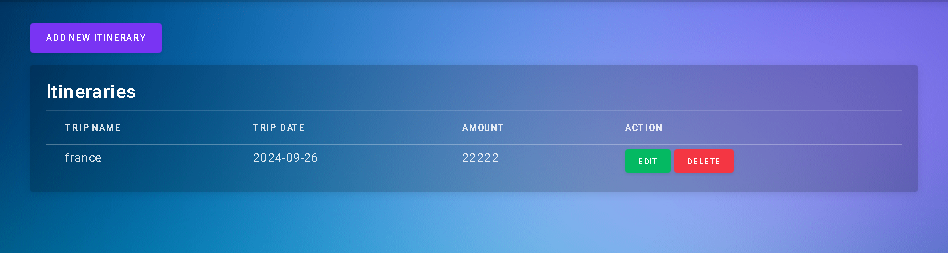 ADD NEW ITINERARY
Itineraries
TRIP NAME TRIP DATE AMOUNT ACTION
france 2024-09-26 22222 EDIT DELETE